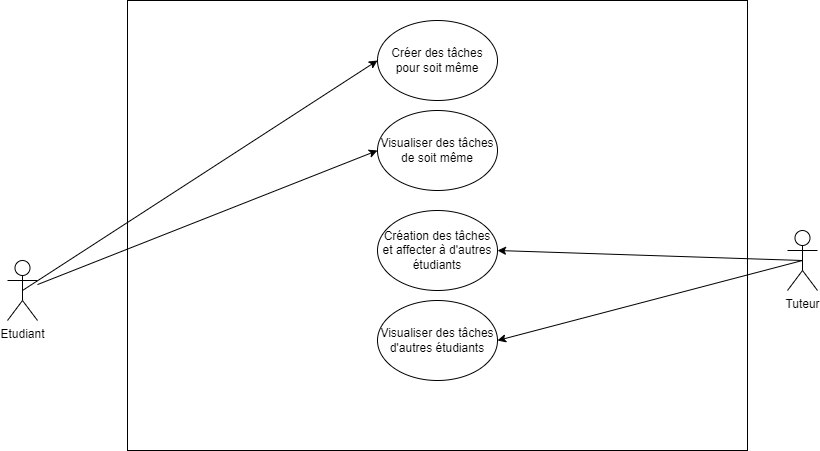 Créer des tâches
pour soit même
Visualiser des tâches
de soit même
Création des tâches
et affecter à d'autres
étudiants
Visualiser des tâches
d'autres étudiants
Etudiant
Tuteur